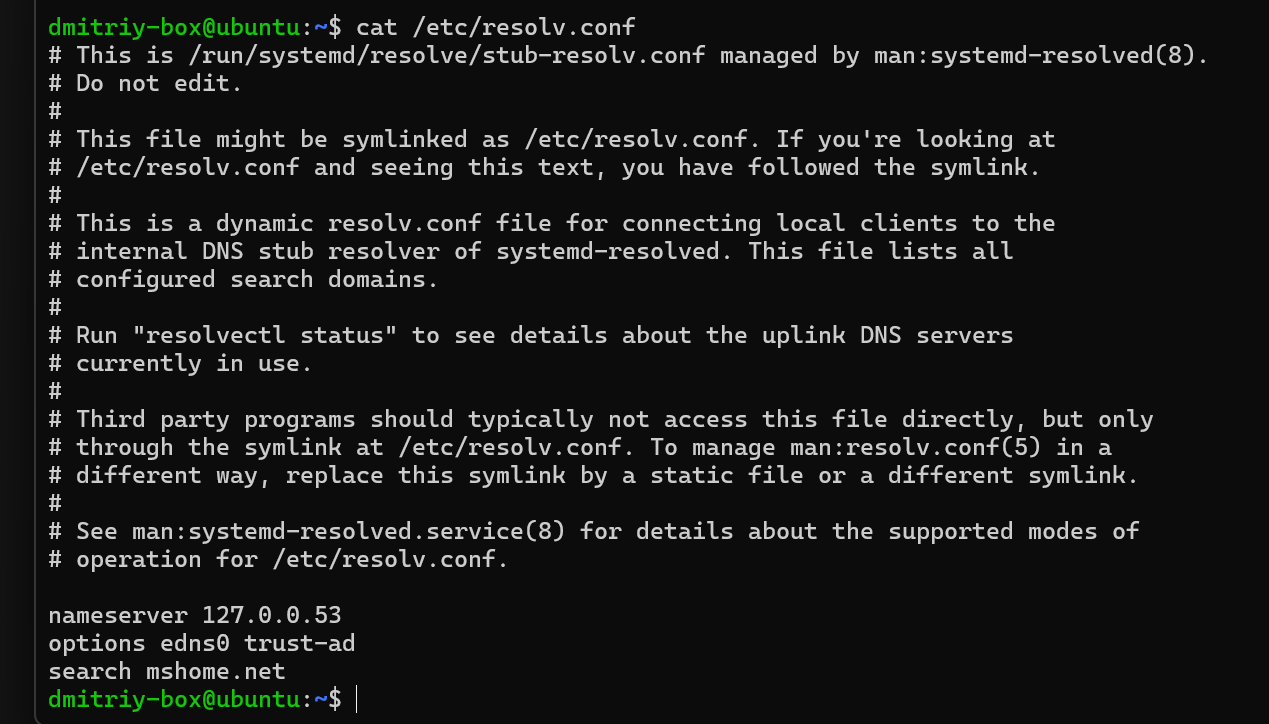 dmitriy-box@ubuntu:~$ cat /etc/resolv.conf
# This is /run/systemd/resolve/stub-resolv.conf managed by man:systemd-resolved(8).
# Do not edit.
#
# This file might be symlinked as /etc/resolv.conf. If you're looking at
# /etc/resolv.conf and seeing this text, you have followed the symlink.
#
# This is a dynamic resolv.conf file for connecting local clients to the
# internal DNS stub resolver of systemd-resolved. This file lists all
# configured search domains.
#
# Run "resolvectl status" to see details about the uplink DNS servers
# currently in use.
#
# Third party programs should typically not access this file directly, but only
# through the symlink at /etc/resolv.conf. To manage man:resolv.conf(5) in a
# different way, replace this symlink by a static file or a different symlink.
#
# See man:systemd-resolved.service(8) for details about the supported modes of
# operation for /etc/resolv.conf.

nameserver 127.0.0.53
options edns0 trust-ad
search mshome.net
dmitriy-box@ubuntu:~$